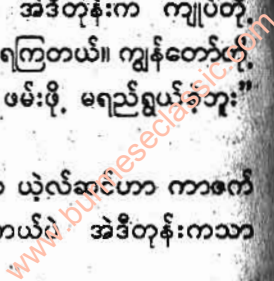 အဲဒီတုန်းက ကျုပ်တို့
ရကြတယ်။ ကျွန်တော်တို့
ဖမ်းဖို့ မရည်ရွယ်ခဲ့ဘူး”
ယဲ့လ်ဆင်ဟာ ကာဇက်
တယ်ပဲ အဲဒီတုန်းကသာ
www.burmeseclassic.com